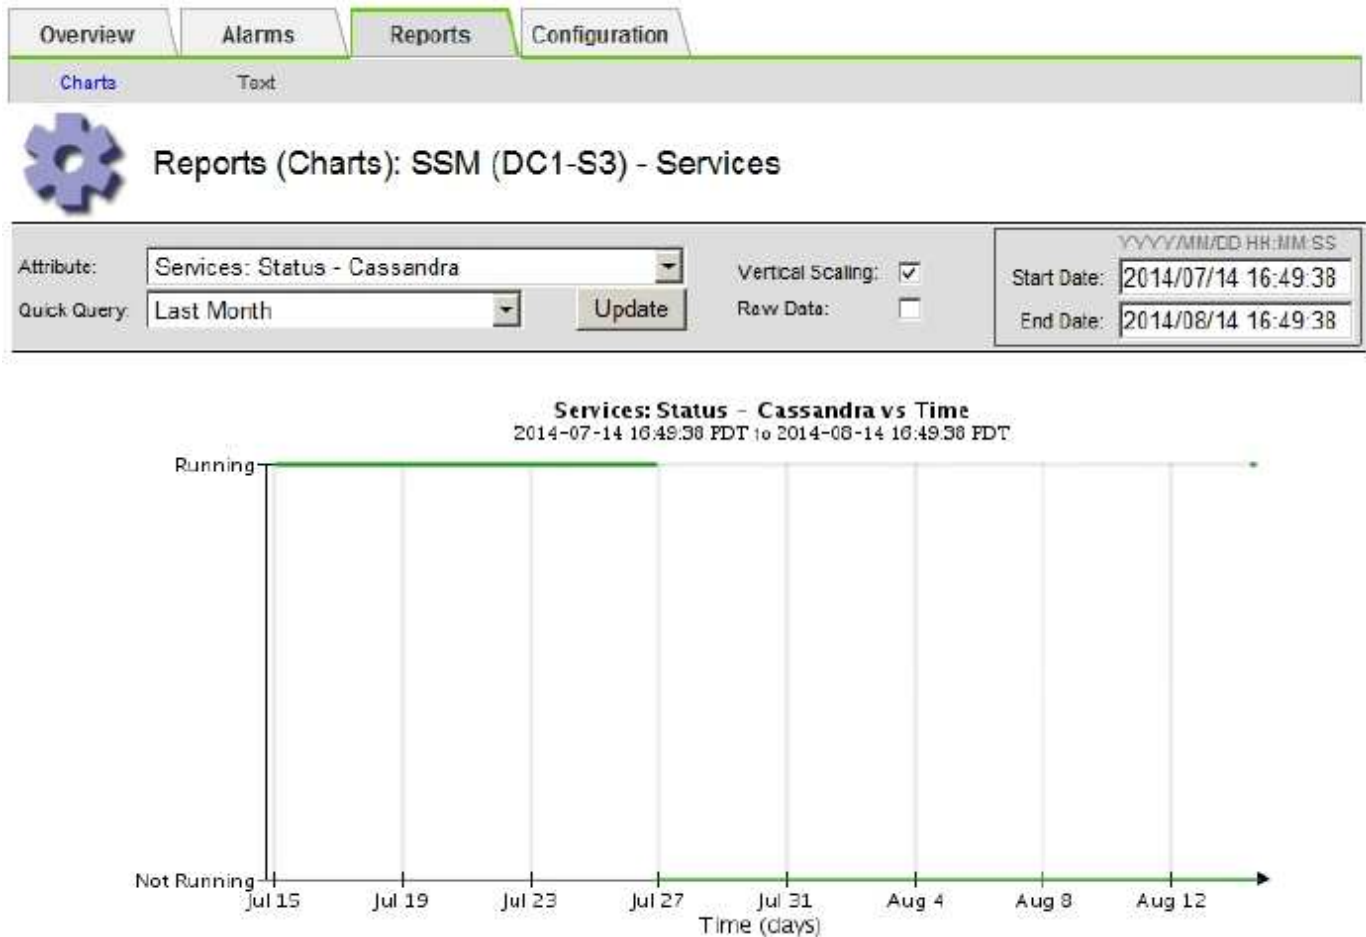 Overview Alarms Reports Configuration
Charts Text
Reports (Charts): SSM (DC1-S3) - Services
YYYY/MM/DD HH:MM:SS
Attribute: Services: Status - Cassandra Vertical Scaling: Start Date: 2014/07/14 16:49:38
Quick Query: Last Month Update Raw Data: End Date: 2014/08/14 16:49:38
Services: Status - Cassandra vs Time
2014-07-14 16:49:38 PDT to 2014-08-14 16:49:38 PDT
Running
Not Running
Jul 15 Jul 19 Jul 23 Jul 27 Jul 31 Aug 4 Aug 8 Aug 12
Time (days)